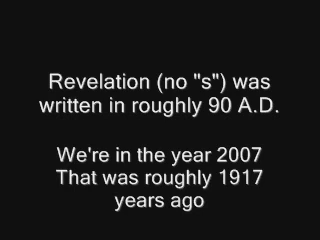 Revelation (no "s") was
written in roughly 90 A.D.
We're in the year 2007
That was roughly 1917
years ago